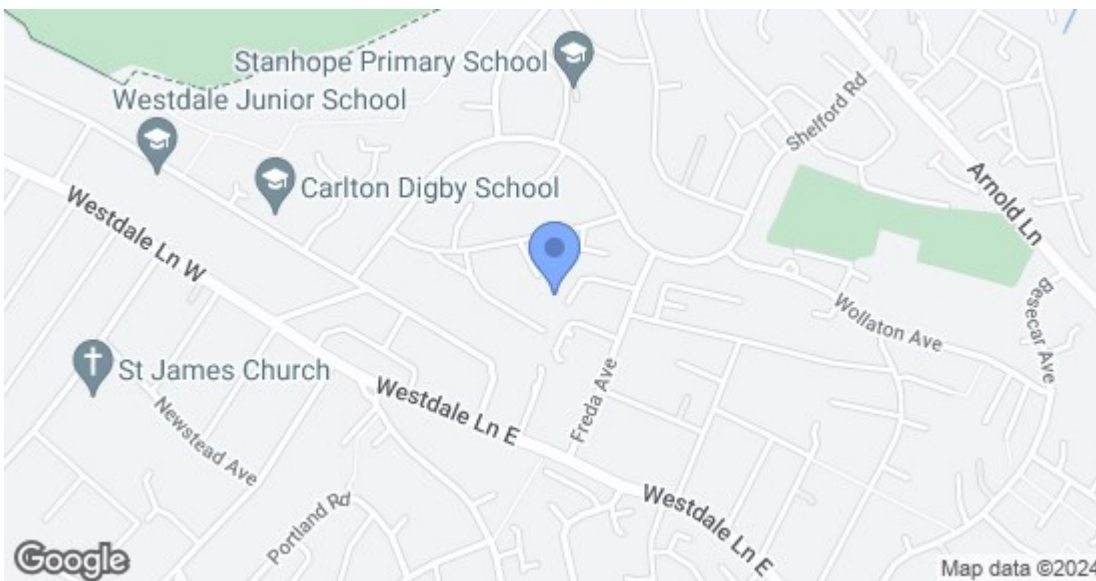 Stanhope Primary School
Westdale Junior School
Carlton Digby School
Shelford Rd
Arnold Ln
Westdale Ln W
Besecar Ave
Wollaton Ave
St James Church
Newstead Ave
Westdale Ln E
Freda Ave
Portland Rd
Westdale Ln E
Google
Map data ©2024